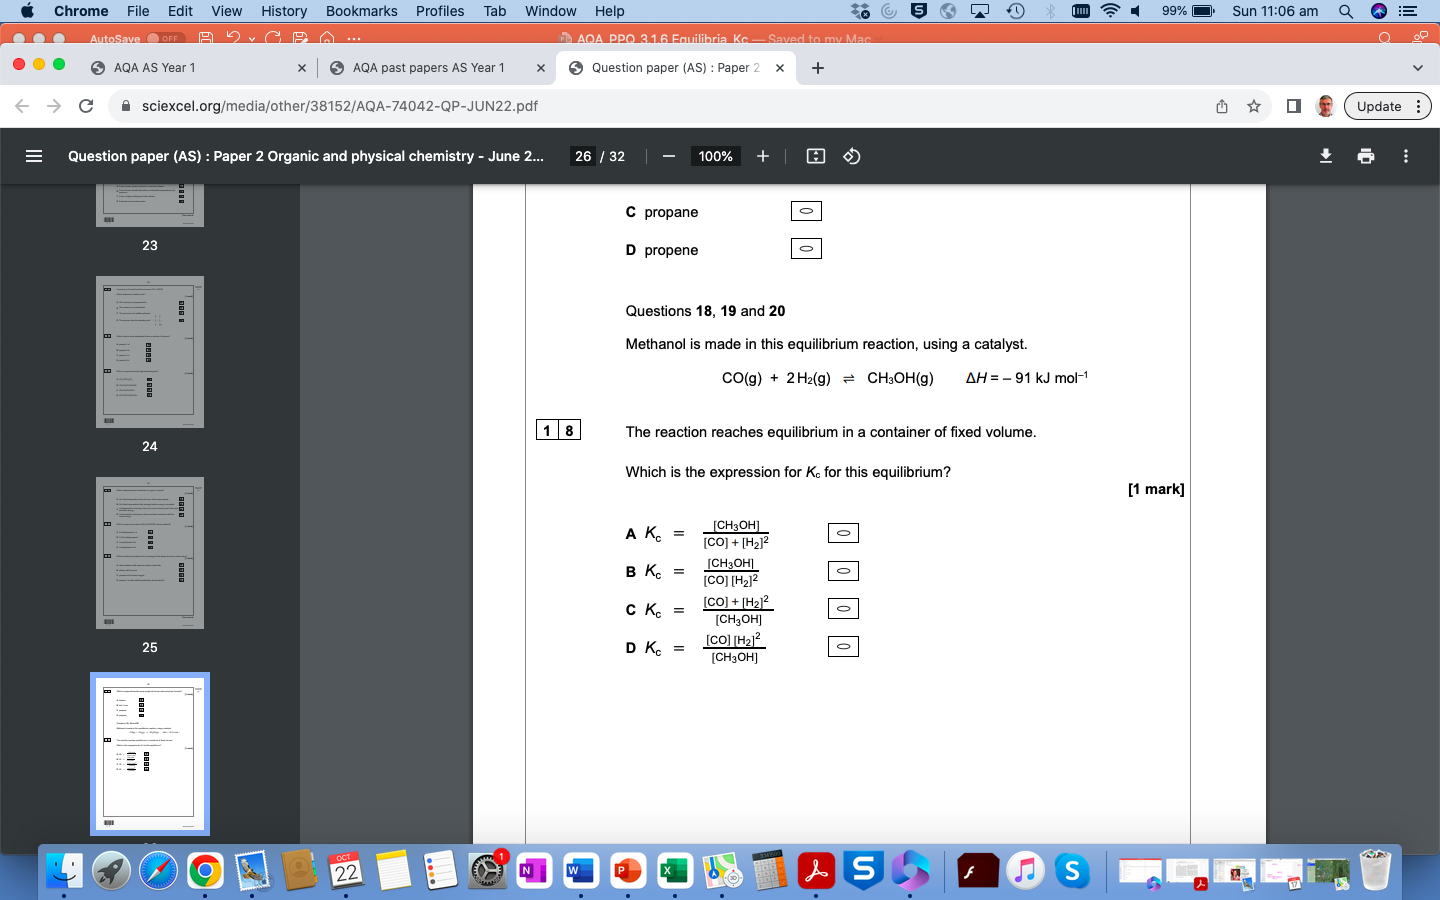 Chrome File Edit View History Bookmarks Profiles Tab Window Help 99% Sun 11:06 am
AutoSave OFF AQA PPQ 3.1.6 Equilibria Kc — Saved to my Mac
AQA AS Year 1
AQA past papers AS Year 1
Question paper (AS) : Paper 2
sciexcel.org/media/other/38152/AQA-74042-QP-JUN22.pdf
Update
Question paper (AS) : Paper 2 Organic and physical chemistry - June 2...
26 / 32
100%
23
24
25
C propane
D propene
Questions 18, 19 and 20
Methanol is made in this equilibrium reaction, using a catalyst.
CO(g) + 2 H₂(g) ⇌ CH₃OH(g) ΔH = – 91 kJ mol⁻¹
1 8
The reaction reaches equilibrium in a container of fixed volume.
Which is the expression for Kc for this equilibrium?
[1 mark]
A Kc = [CH₃OH] / [CO] + [H₂]²
B Kc = [CH₃OH] / [CO] [H₂]²
C Kc = [CO] + [H₂]² / [CH₃OH]
D Kc = [CO] [H₂]² / [CH₃OH]
OCT
22
1
N
W
P
X
3D
S
f
S
17